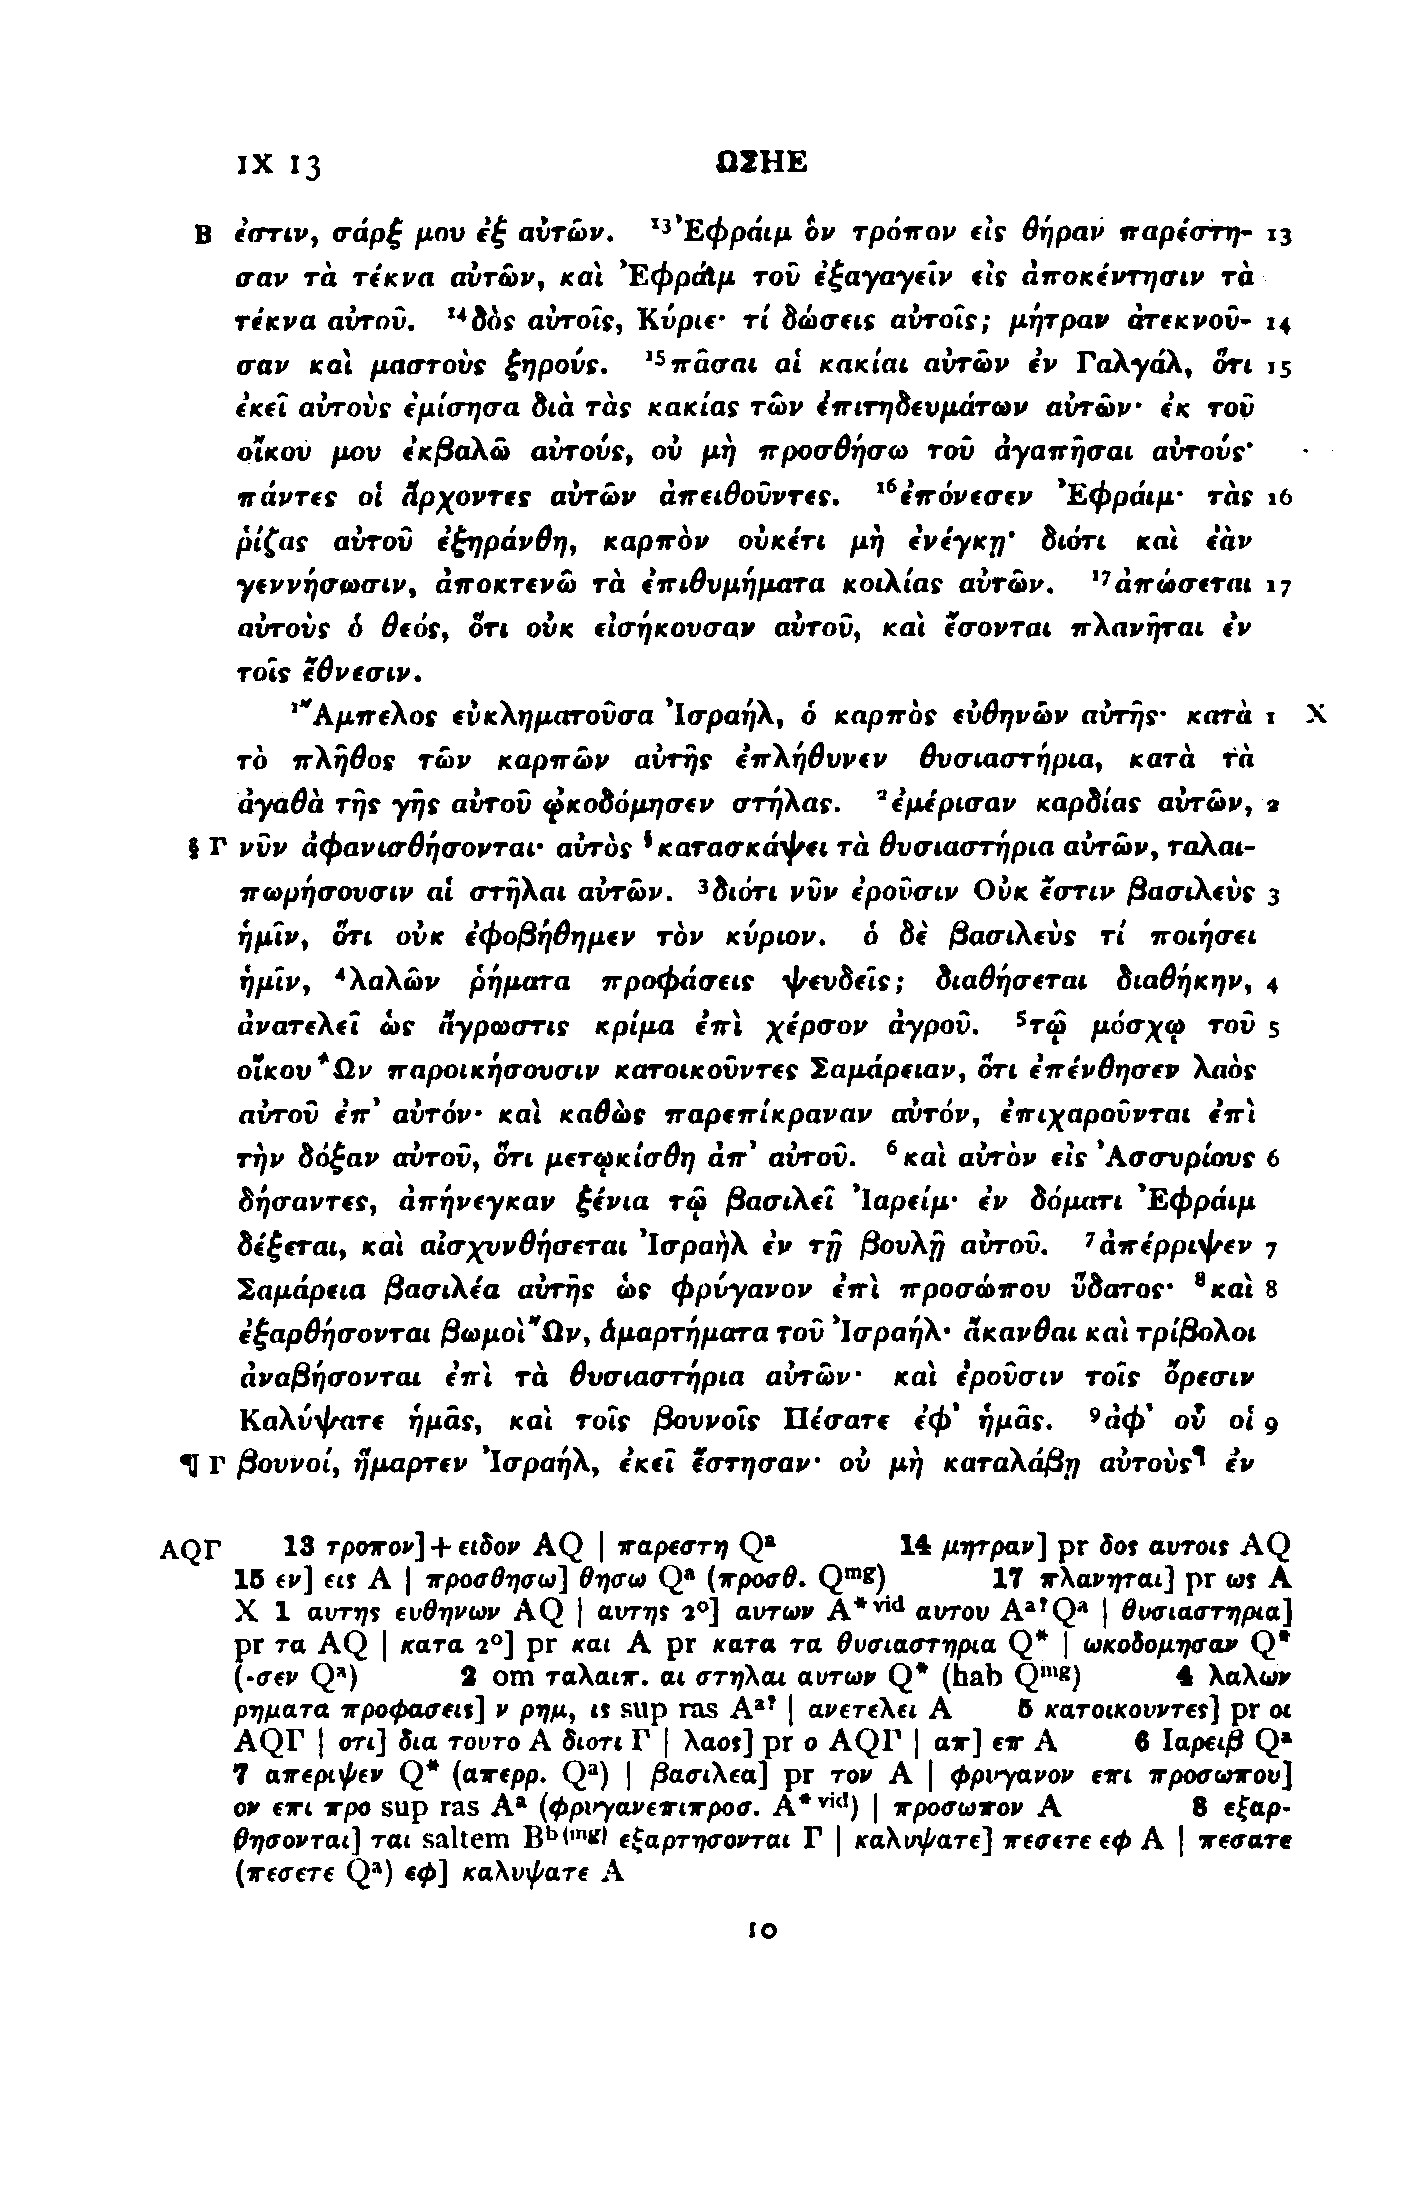 IX 13 ΩΣΗΕ
B ἐστιν, σάρξ μου ἐξ αὐτῶν. ¹³Ἐφράιμ ὃν τρόπον εἰς θήραν παρέστη- 13
σαν τὰ τέκνα αὐτῶν, καὶ Ἐφράιμ τοῦ ἐξαγαγεῖν εἰς ἀποκέντησιν τὰ
τέκνα αὐτοῦ. ¹⁴δὸς αὐτοῖς, Κύριε· τί δώσεις αὐτοῖς; μήτραν ἀτεκνοῦ- 14
σαν καὶ μαστοὺς ξηρούς. ¹⁵πᾶσαι αἱ κακίαι αὐτῶν ἐν Γαλγάλ, ὅτι 15
ἐκεῖ αὐτοὺς ἐμίσησα διὰ τὰς κακίας τῶν ἐπιτηδευμάτων αὐτῶν· ἐκ τοῦ
οἴκου μου ἐκβαλῶ αὐτούς, οὐ μὴ προσθήσω τοῦ ἀγαπῆσαι αὐτούς·
πάντες οἱ ἄρχοντες αὐτῶν ἀπειθοῦντες. ¹⁶ἐπόνεσεν Ἐφράιμ· τὰς 16
ῥίζας αὐτοῦ ἐξηράνθη, καρπὸν οὐκέτι μὴ ἐνέγκῃ· διότι καὶ ἐὰν
γεννήσωσιν, ἀποκτενῶ τὰ ἐπιθυμήματα κοιλίας αὐτῶν. ¹⁷ἀπώσεται 17
αὐτοὺς ὁ θεός, ὅτι οὐκ εἰσήκουσαν αὐτοῦ, καὶ ἔσονται πλανῆται ἐν
τοῖς ἔθνεσιν.
¹Ἄμπελος εὐκληματοῦσα Ἰσραήλ, ὁ καρπὸς εὐθηνῶν αὐτῆς· κατὰ 1 X
τὸ πλῆθος τῶν καρπῶν αὐτῆς ἐπλήθυνεν θυσιαστήρια, κατὰ τὰ
ἀγαθὰ τῆς γῆς αὐτοῦ ᾠκοδόμησεν στήλας. ²ἐμέρισαν καρδίας αὐτῶν, 2
§ Γ νῦν ἀφανισθήσονται· αὐτὸς §κατασκάψει τὰ θυσιαστήρια αὐτῶν, ταλαι-
πωρήσουσιν αἱ στῆλαι αὐτῶν. ³διότι νῦν ἐροῦσιν Οὐκ ἔστιν βασιλεὺς 3
ἡμῖν, ὅτι οὐκ ἐφοβήθημεν τὸν κύριον. ὁ δὲ βασιλεὺς τί ποιήσει
ἡμῖν, ⁴λαλῶν ῥήματα προφάσεις ψευδεῖς; διαθήσεται διαθήκην, 4
ἀνατελεῖ ὡς ἄγρωστις κρίμα ἐπὶ χέρσον ἀγροῦ. ⁵τῷ μόσχῳ τοῦ 5
οἴκου Ὢν παροικήσουσιν κατοικοῦντες Σαμάρειαν, ὅτι ἐπένθησεν λαὸς
αὐτοῦ ἐπ' αὐτόν· καὶ καθὼς παρεπίκραναν αὐτόν, ἐπιχαροῦνται ἐπὶ
τὴν δόξαν αὐτοῦ, ὅτι μετῳκίσθη ἀπ' αὐτοῦ. ⁶καὶ αὐτὸν εἰς Ἀσσυρίους 6
δήσαντες, ἀπήνεγκαν ξένια τῷ βασιλεῖ Ἰαρείμ· ἐν δόματι Ἐφράιμ
δέξεται, καὶ αἰσχυνθήσεται Ἰσραὴλ ἐν τῇ βουλῇ αὐτοῦ. ⁷ἀπέρριψεν 7
Σαμάρεια βασιλέα αὐτῆς ὡς φρύγανον ἐπὶ προσώπου ὕδατος· ⁸καὶ 8
ἐξαρθήσονται βωμοὶ Ὢν, ἁμαρτήματα τοῦ Ἰσραήλ· ἄκανθαι καὶ τρίβολοι
ἀναβήσονται ἐπὶ τὰ θυσιαστήρια αὐτῶν· καὶ ἐροῦσιν τοῖς ὄρεσιν
Καλύψατε ἡμᾶς, καὶ τοῖς βουνοῖς Πέσατε ἐφ' ἡμᾶς. ⁹ἀφ' οὗ οἱ 9
¶ Γ βουνοί, ἥμαρτεν Ἰσραήλ, ἐκεῖ ἔστησαν· οὐ μὴ καταλάβῃ αὐτοὺς¶ ἐν
AQΓ 13 τροπον]+ειδον AQ | παρεστη Qᵃ 14 μητραν] pr δος αυτοις AQ
15 εν] εις A | προσθησω] θησω Qᵃ (προσθ. Qᵐᵍ) 17 πλανηται] pr ως A
X 1 αυτης ευθηνων AQ | αυτης 2°] αυτων A*ᵛⁱᵈ αυτου Aᵃ?Qᵃ | θυσιαστηρια]
pr τα AQ | κατα 2°] pr και A pr κατα τα θυσιαστηρια Q* | ωκοδομησαν Q*
(-σεν Qᵃ) 2 om ταλαιπ. αι στηλαι αυτων Q* (hab Qᵐᵍ) 4 λαλων
ρηματα προφασεις] ν ρημ, ις sup ras Aᵃ? | ανετελει A 5 κατοικουντες] pr οι
AQΓ | οτι] δια τουτο A διοτι Γ | λαος] pr ο AQΓ | απ] επ A 6 Ιαρειβ Qᵃ
7 απεριψεν Q* (απερρ. Qᵃ) | βασιλεα] pr τον A | φρυγανον επι προσωπου]
ον επι προ sup ras Aᵃ (φρυγανεπιπροσ. A*ᵛⁱᵈ) | προσωπον A 8 εξαρ-
θησονται] ται saltem Bᵇ⁽ᵐᵍ⁾ εξαρτησονται Γ | καλυψατε] πεσετε εφ A | πεσατε
(πεσετε Qᵃ) εφ] καλυψατε A
10